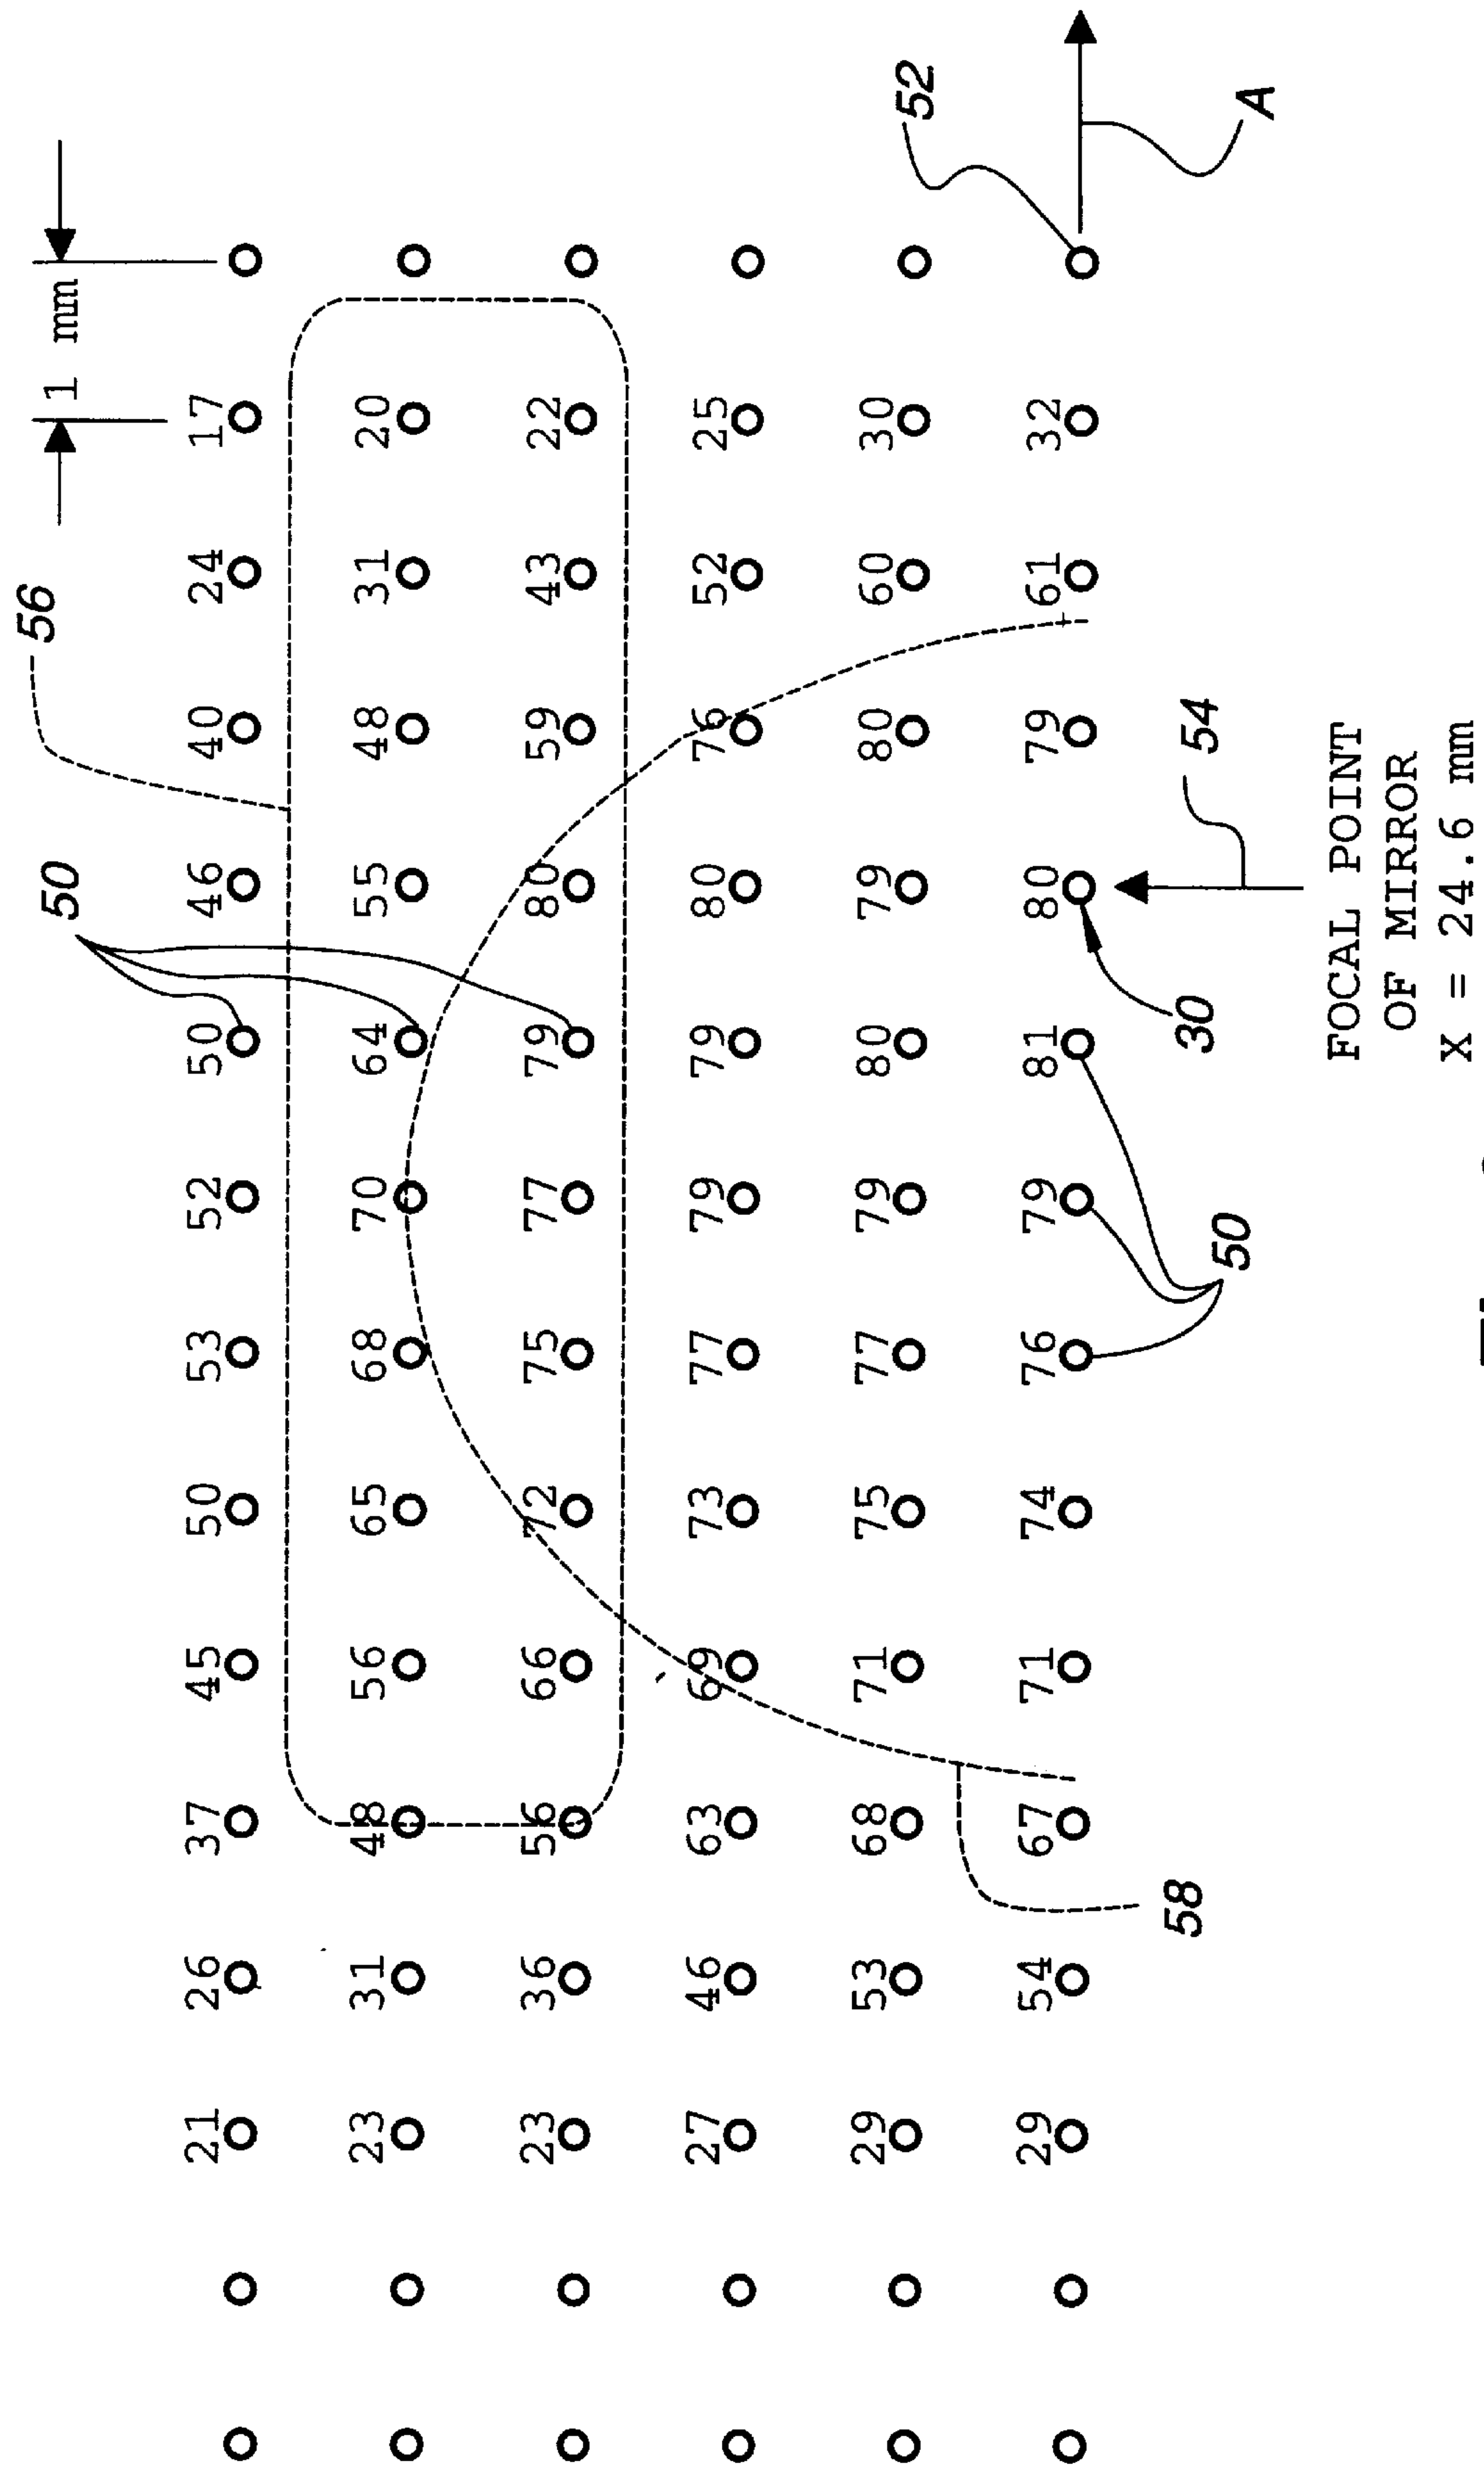 50 56 1 mm
21 26 37 45 50 53 52 50 46 40 24 17
23 31 48 56 65 68 70 64 55 48 31 20
23 36 56 66 72 75 77 79 80 59 43 22
27 46 63 69 73 77 79 79 80 76 52 25
29 53 68 71 75 77 79 80 79 80 60 30 52
29 54 67 71 74 76 79 81 80 79 61 32
58 50 30 54 A
FOCAL POINT
OF MIRROR
X = 24.6 mm